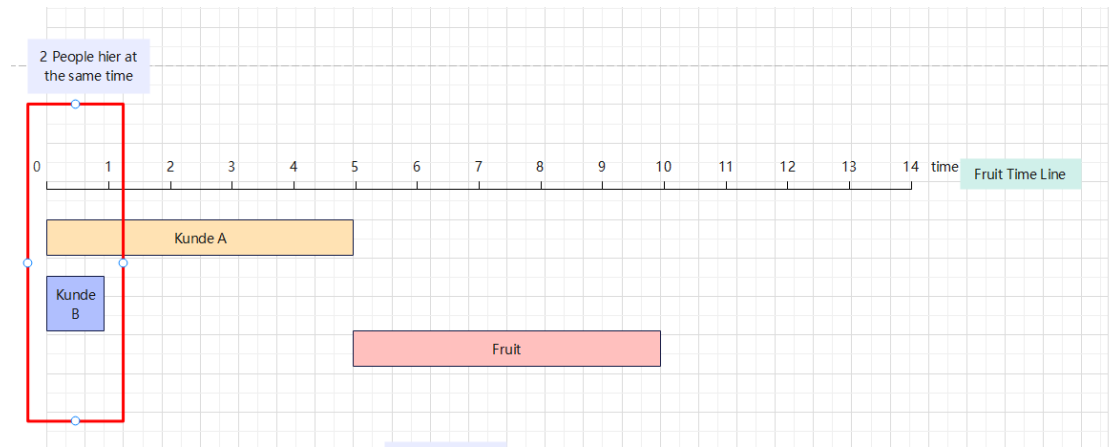 2 People hier at
the same time
0 1 2 3 4 5 6 7 8 9 10 11 12 13 14 time
Fruit Time Line
Kunde A
Kunde
B
Fruit